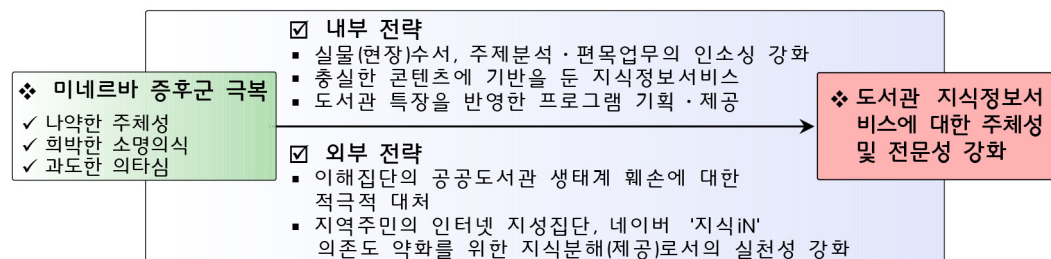 ❖ 미네르바 증후군 극복
✓ 나약한 주체성
✓ 희박한 소명의식
✓ 과도한 의타심
☑ 내부 전략
▪ 실물(현장)수서, 주제분석・편목업무의 인소싱 강화
▪ 충실한 콘텐츠에 기반을 둔 지식정보서비스
▪ 도서관 특장을 반영한 프로그램 기획・제공
☑ 외부 전략
▪ 이해집단의 공공도서관 생태계 훼손에 대한
적극적 대처
▪ 지역주민의 인터넷 지성집단, 네이버 '지식iN'
의존도 약화를 위한 지식분해(제공)로서의 실천성 강화
❖ 도서관 지식정보서
비스에 대한 주체성
및 전문성 강화